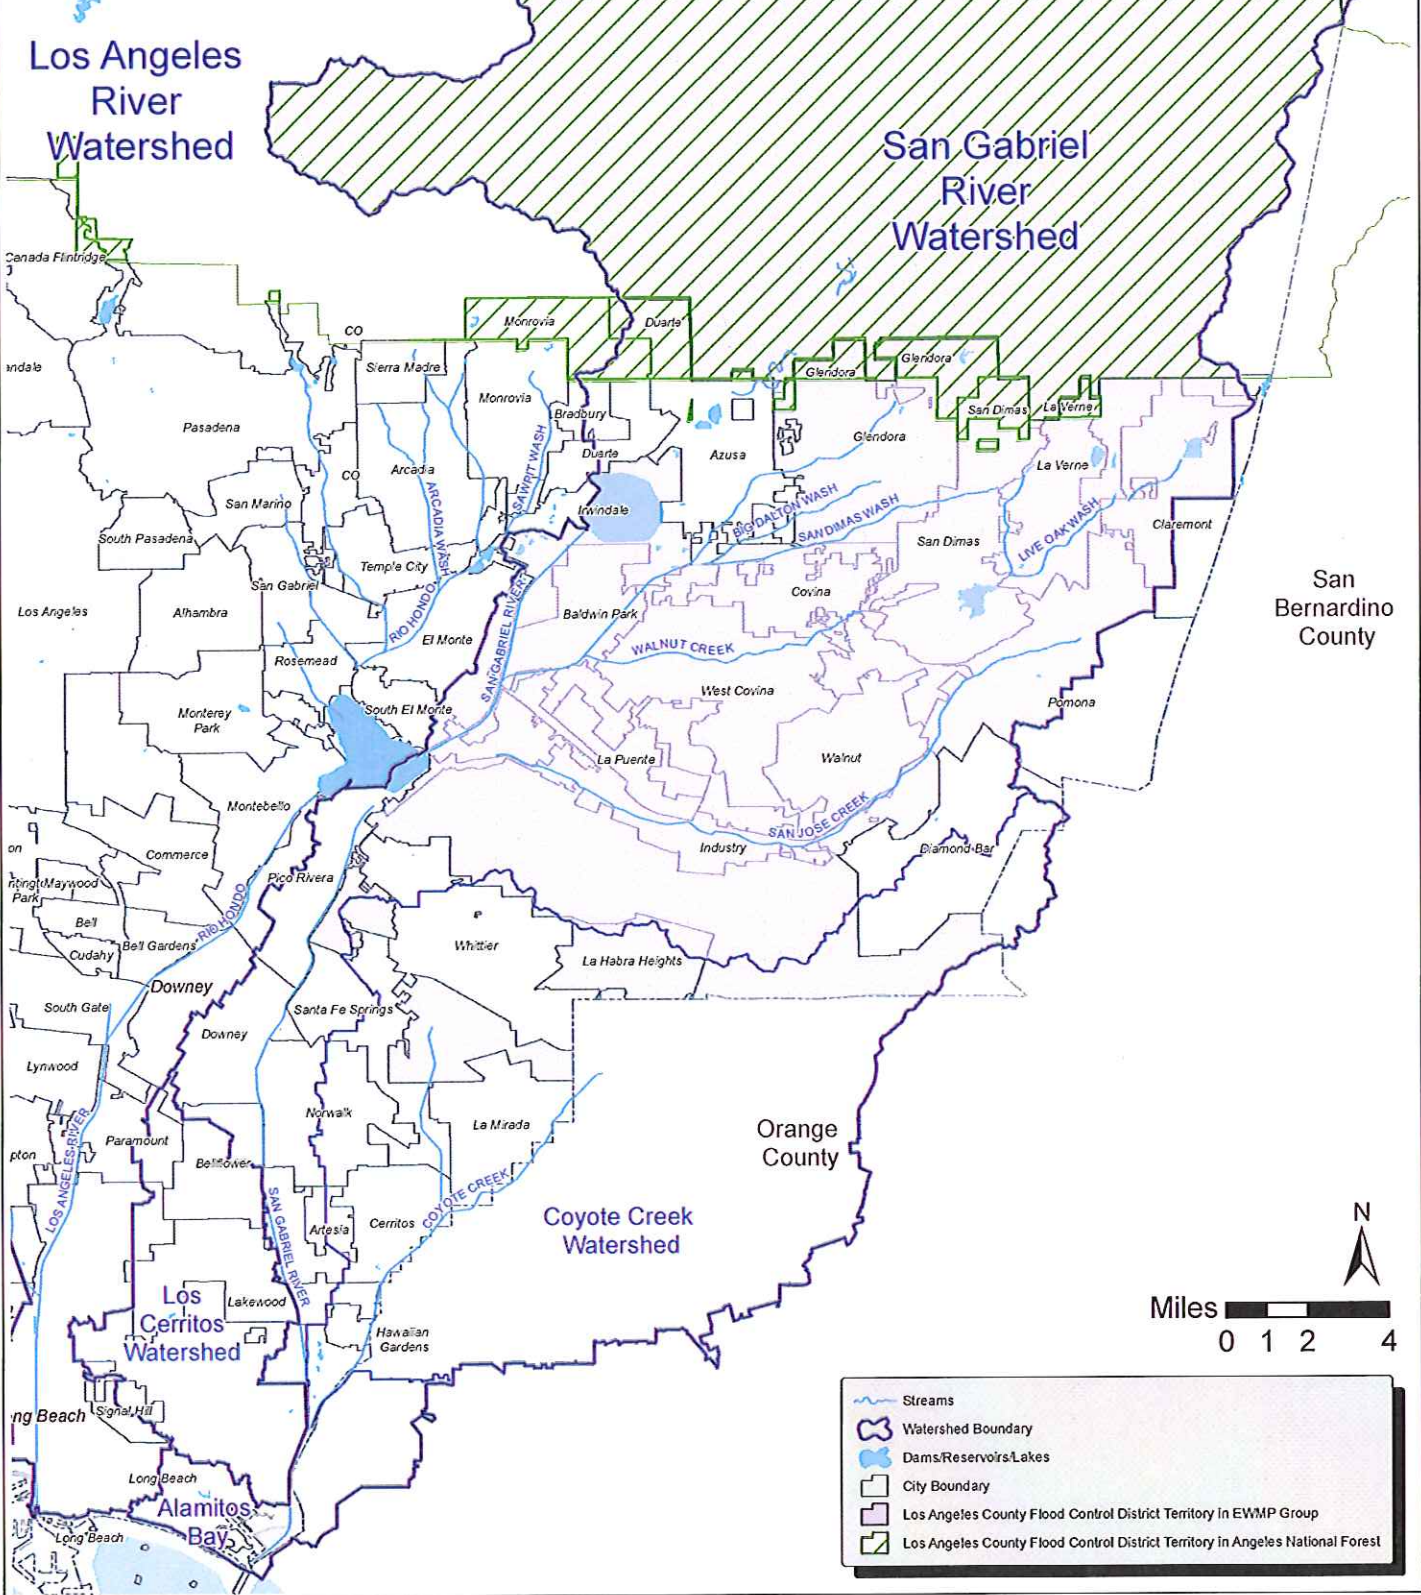 Los Angeles
River
Watershed
San Gabriel
River
Watershed
Canada Flintridge
CO
Monrovia
Duarte
Sierra Madre
Glendora
Glendora
andale
Monrovia
Bradbury
San Dimas
La Verne
Pasadena
Glendora
Duarte
Azusa
Arcadia
CO
La Verne
SAWPIT WASH
San Marino
ARCADIA WASH
Irwindale
BIG DALTON WASH
SAN DIMAS WASH
LIVE OAK WASH
Claremont
South Pasadena
San Dimas
Temple City
San Gabriel
San
Bernardino
County
Los Angeles
Alhambra
RIO HONDO
Covina
Baldwin Park
El Monte
SAN GABRIEL RIVER
WALNUT CREEK
Rosemead
West Covina
South El Monte
Monterey
Park
Pomona
La Puente
Walnut
Montebello
SAN JOSE CREEK
Commerce
Industry
Diamond Bar
on
Pico Rivera
Maywood
Park
Bell
RIO HONDO
Bell Gardens
Cudahy
Whittier
La Habra Heights
Downey
South Gate
Santa Fe Springs
Downey
Lynwood
Norwalk
La Mirada
LOS ANGELES RIVER
Paramount
Orange
County
pton
Bellflower
COYOTE CREEK
SAN GABRIEL RIVER
Artesia
Cerritos
Coyote Creek
Watershed
N
Los
Cerritos
Watershed
Lakewood
Hawaiian
Gardens
Miles
0 1 2 4
ng Beach
Signal Hill
Long Beach
Alamitos
Bay
Long Beach
Streams
Watershed Boundary
Dams/Reservoirs/Lakes
City Boundary
Los Angeles County Flood Control District Territory in EWMP Group
Los Angeles County Flood Control District Territory in Angeles National Forest